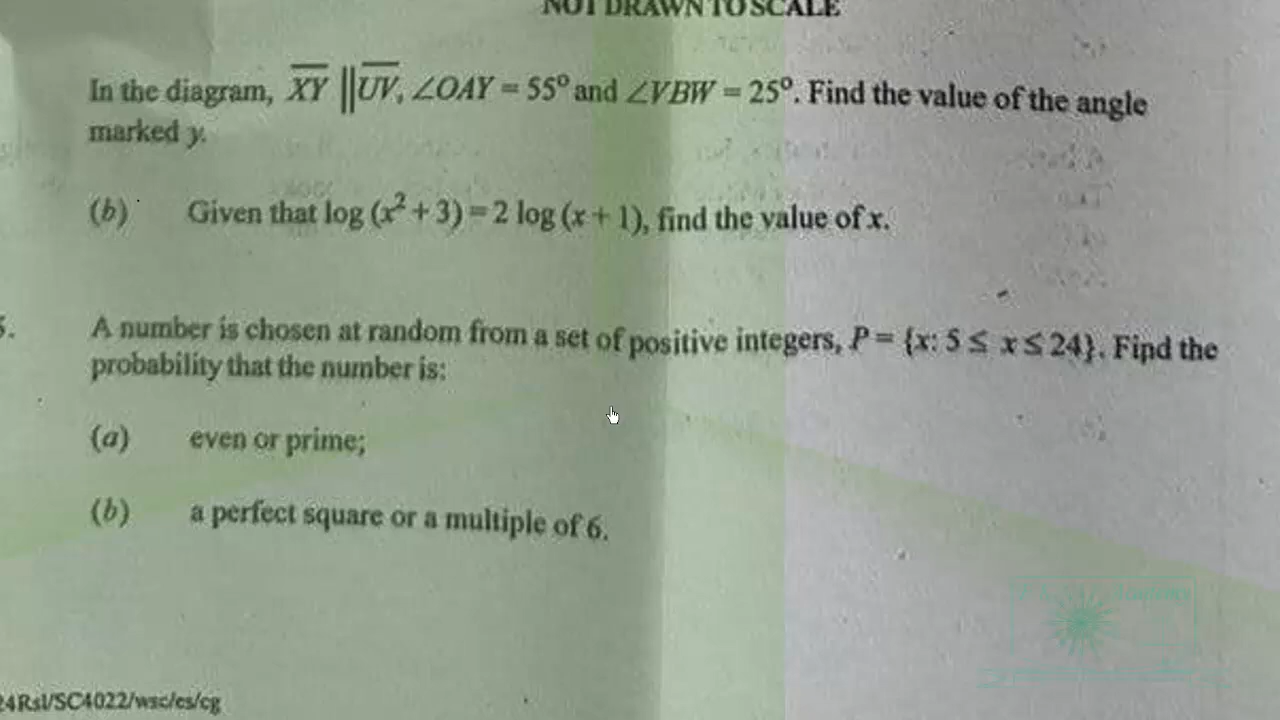 NOT DRAWN TO SCALE
In the diagram, XY || UV, ∠OAY = 55° and ∠VBW = 25°. Find the value of the angle
marked y.
(b) Given that log (x² + 3) = 2 log (x + 1), find the value of x.
5.
A number is chosen at random from a set of positive integers, P = {x: 5 ≤ x ≤ 24}. Find the
probability that the number is:
(a) even or prime;
(b) a perfect square or a multiple of 6.
Academy
24Rsl/SC4022/wsc/es/cg